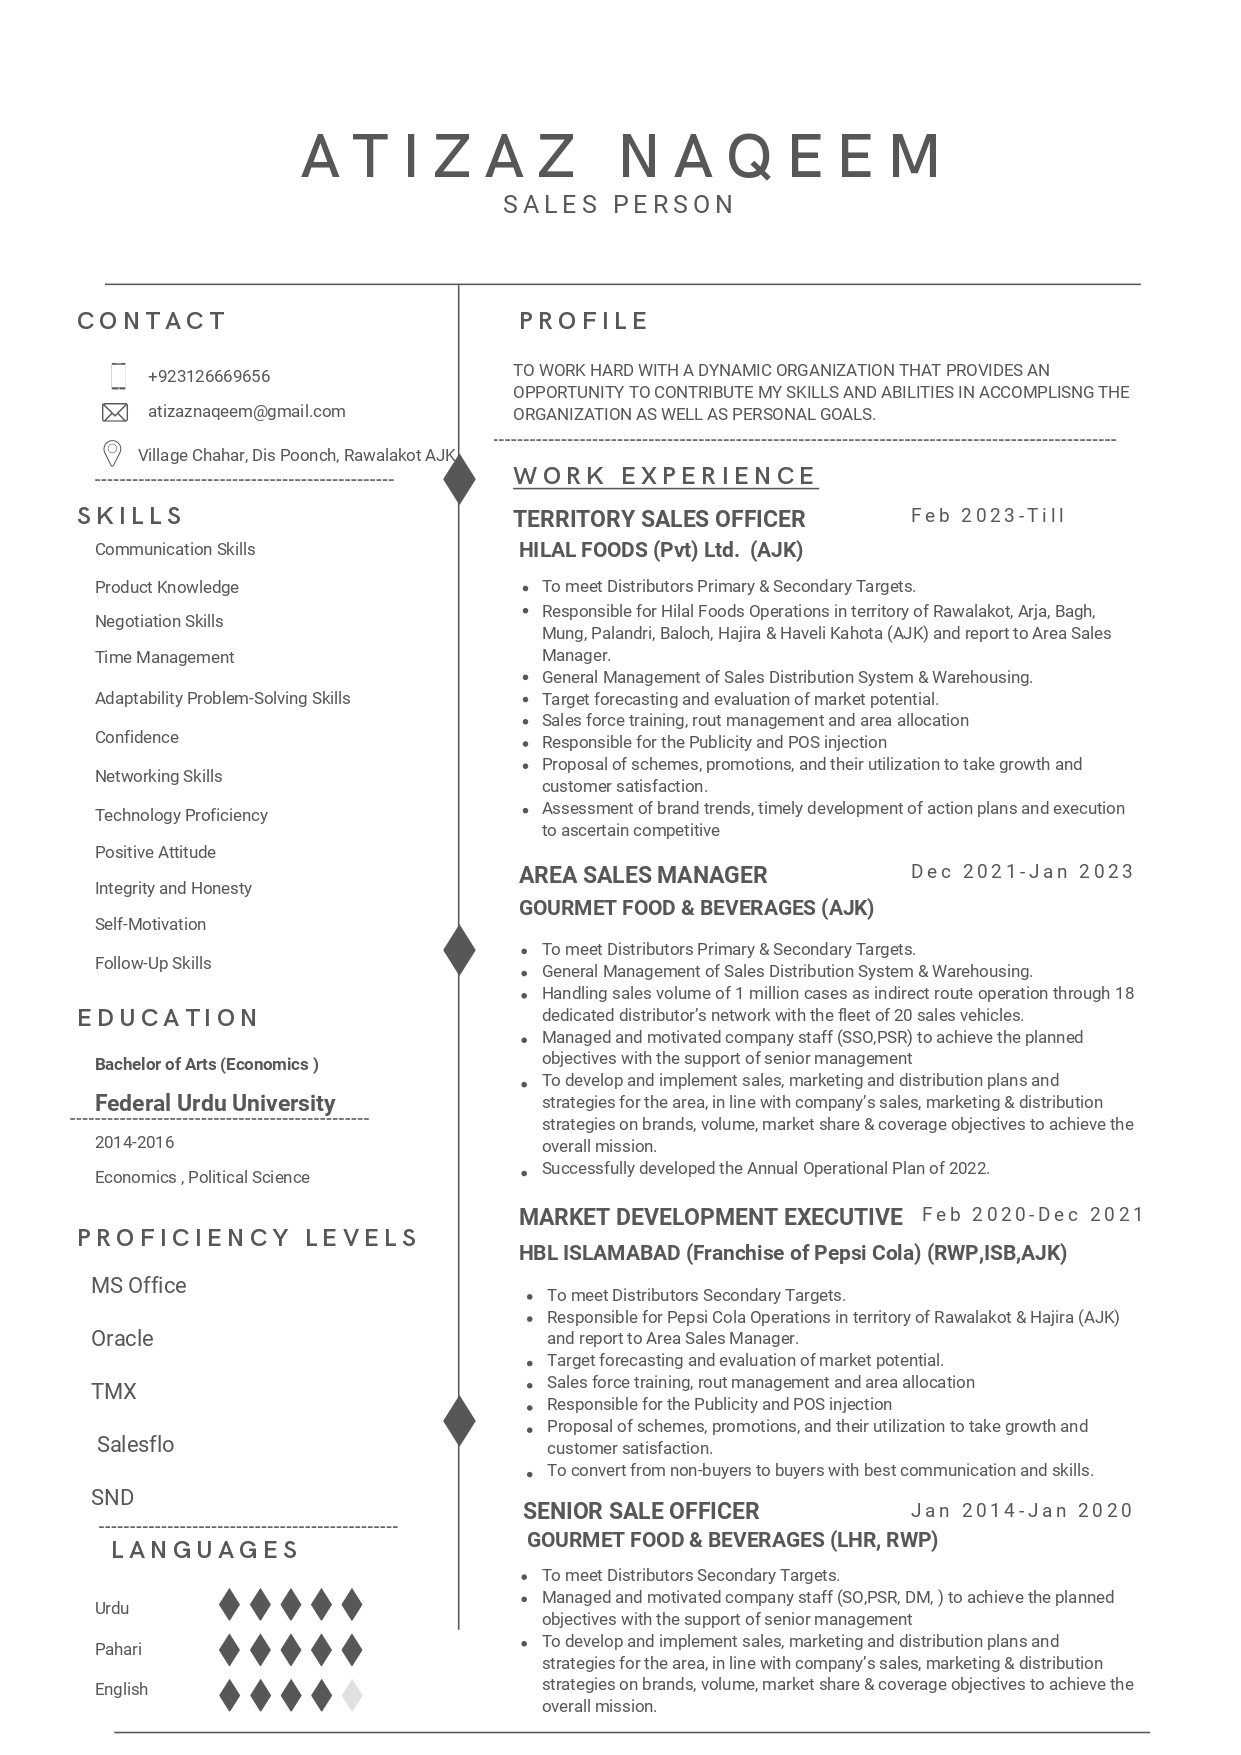 ATIZAZ NAQEEM
SALES PERSON
CONTACT
+923126669656
atizaznaqeem@gmail.com
Village Chahar, Dis Poonch, Rawalakot AJK
SKILLS
Communication Skills
Product Knowledge
Negotiation Skills
Time Management
Adaptability Problem-Solving Skills
Confidence
Networking Skills
Technology Proficiency
Positive Attitude
Integrity and Honesty
Self-Motivation
Follow-Up Skills
EDUCATION
Bachelor of Arts (Economics )
Federal Urdu University
2014-2016
Economics , Political Science
PROFICIENCY LEVELS
MS Office
Oracle
TMX
Salesflo
SND
LANGUAGES
Urdu
Pahari
English
PROFILE
TO WORK HARD WITH A DYNAMIC ORGANIZATION THAT PROVIDES AN
OPPORTUNITY TO CONTRIBUTE MY SKILLS AND ABILITIES IN ACCOMPLISNG THE
ORGANIZATION AS WELL AS PERSONAL GOALS.
WORK EXPERIENCE
TERRITORY SALES OFFICER Feb 2023-Till
HILAL FOODS (Pvt) Ltd. (AJK)
• To meet Distributors Primary & Secondary Targets.
• Responsible for Hilal Foods Operations in territory of Rawalakot, Arja, Bagh,
Mung, Palandri, Baloch, Hajira & Haveli Kahota (AJK) and report to Area Sales
Manager.
• General Management of Sales Distribution System & Warehousing.
• Target forecasting and evaluation of market potential.
• Sales force training, rout management and area allocation
• Responsible for the Publicity and POS injection
• Proposal of schemes, promotions, and their utilization to take growth and
customer satisfaction.
• Assessment of brand trends, timely development of action plans and execution
to ascertain competitive
AREA SALES MANAGER Dec 2021-Jan 2023
GOURMET FOOD & BEVERAGES (AJK)
• To meet Distributors Primary & Secondary Targets.
• General Management of Sales Distribution System & Warehousing.
• Handling sales volume of 1 million cases as indirect route operation through 18
dedicated distributor’s network with the fleet of 20 sales vehicles.
• Managed and motivated company staff (SSO,PSR) to achieve the planned
objectives with the support of senior management
• To develop and implement sales, marketing and distribution plans and
strategies for the area, in line with company’s sales, marketing & distribution
strategies on brands, volume, market share & coverage objectives to achieve the
overall mission.
• Successfully developed the Annual Operational Plan of 2022.
MARKET DEVELOPMENT EXECUTIVE Feb 2020-Dec 2021
HBL ISLAMABAD (Franchise of Pepsi Cola) (RWP,ISB,AJK)
• To meet Distributors Secondary Targets.
• Responsible for Pepsi Cola Operations in territory of Rawalakot & Hajira (AJK)
and report to Area Sales Manager.
• Target forecasting and evaluation of market potential.
• Sales force training, rout management and area allocation
• Responsible for the Publicity and POS injection
• Proposal of schemes, promotions, and their utilization to take growth and
customer satisfaction.
• To convert from non-buyers to buyers with best communication and skills.
SENIOR SALE OFFICER Jan 2014-Jan 2020
GOURMET FOOD & BEVERAGES (LHR, RWP)
• To meet Distributors Secondary Targets.
• Managed and motivated company staff (SO,PSR, DM, ) to achieve the planned
objectives with the support of senior management
• To develop and implement sales, marketing and distribution plans and
strategies for the area, in line with company’s sales, marketing & distribution
strategies on brands, volume, market share & coverage objectives to achieve the
overall mission.